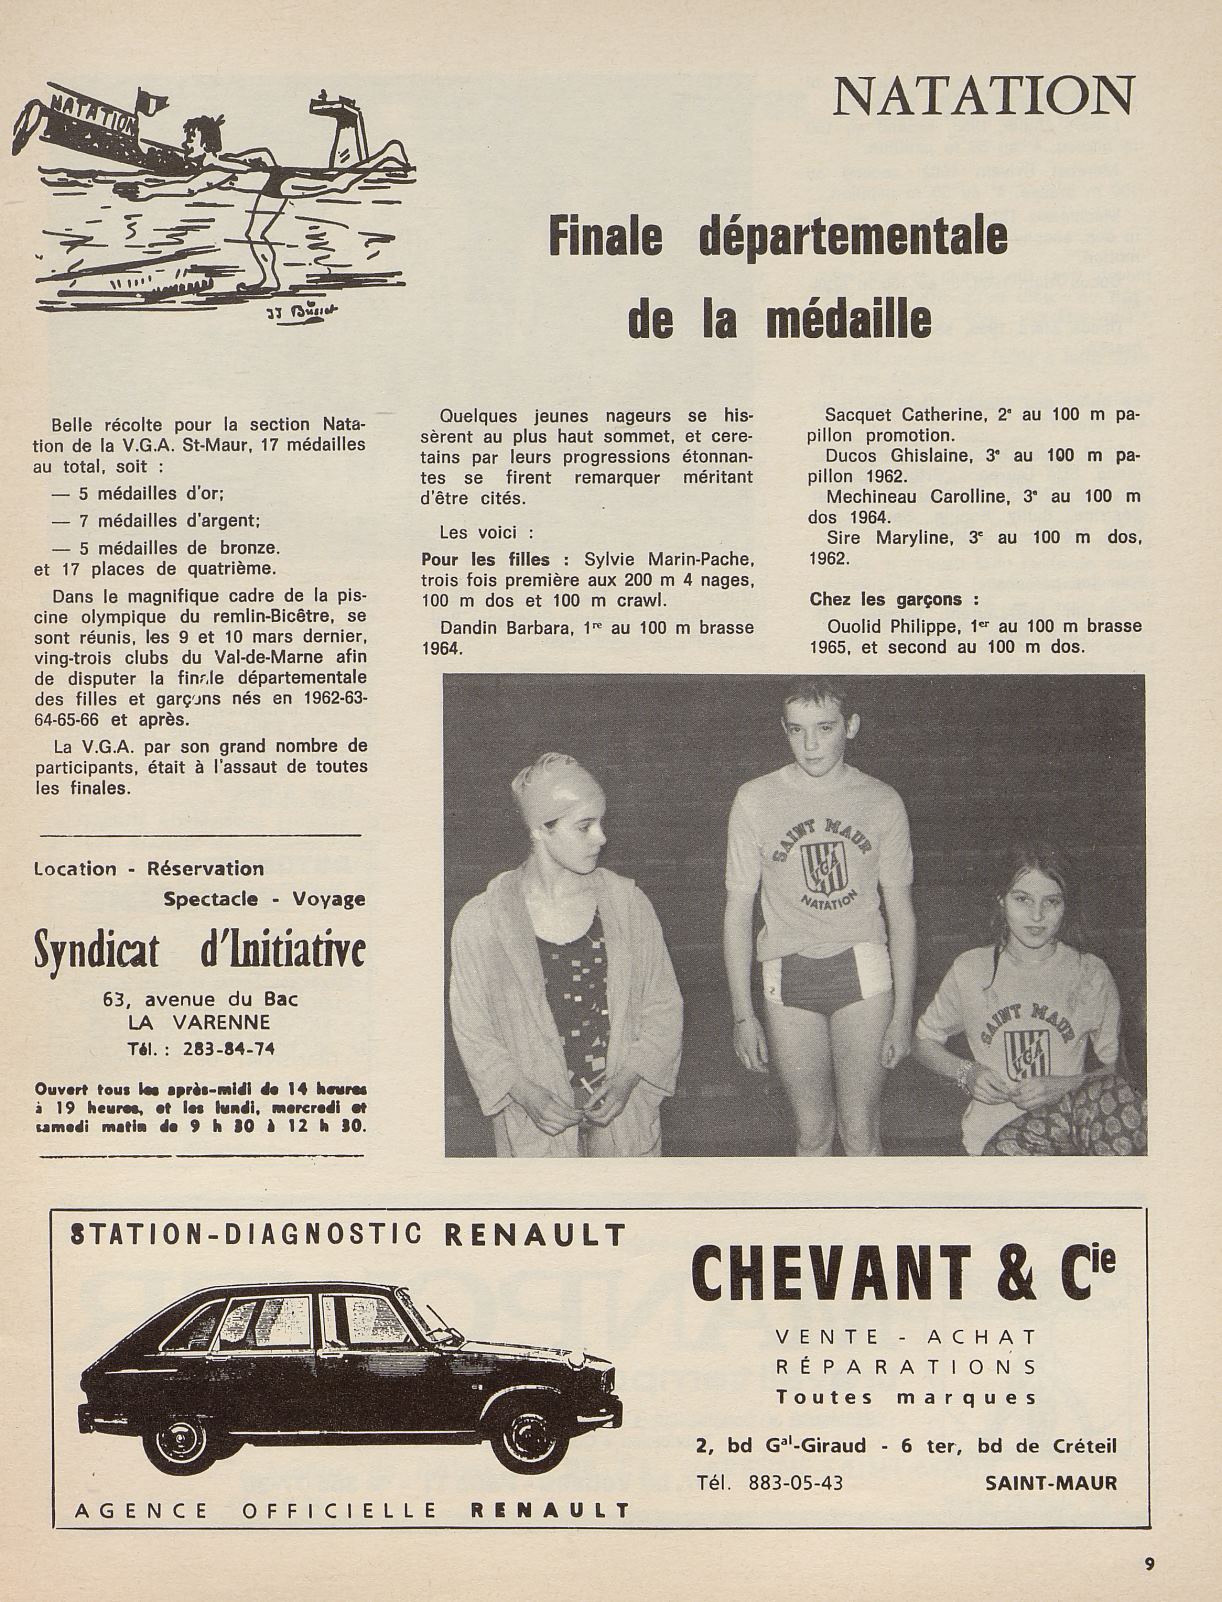 NATATION
NATATION
JJ Büsset
Finale départementale
de la médaille
Belle récolte pour la section Nata-
tion de la V.G.A. St-Maur, 17 médailles
au total, soit :
— 5 médailles d'or;
— 7 médailles d'argent;
— 5 médailles de bronze.
et 17 places de quatrième.
Dans le magnifique cadre de la pis-
cine olympique du remlin-Bicêtre, se
sont réunis, les 9 et 10 mars dernier,
ving-trois clubs du Val-de-Marne afin
de disputer la finale départementale
des filles et garçons nés en 1962-63-
64-65-66 et après.
La V.G.A. par son grand nombre de
participants, était à l'assaut de toutes
les finales.
Quelques jeunes nageurs se his-
sèrent au plus haut sommet, et cere-
tains par leurs progressions étonnan-
tes se firent remarquer méritant
d'être cités.
Les voici :
Pour les filles : Sylvie Marin-Pache,
trois fois première aux 200 m 4 nages,
100 m dos et 100 m crawl.
Dandin Barbara, 1re au 100 m brasse
1964.
Sacquet Catherine, 2e au 100 m pa-
pillon promotion.
Ducos Ghislaine, 3e au 100 m pa-
pillon 1962.
Mechineau Carolline, 3e au 100 m
dos 1964.
Sire Maryline, 3e au 100 m dos,
1962.
Chez les garçons :
Ouolid Philippe, 1er au 100 m brasse
1965, et second au 100 m dos.
SAINT MAUR
VGA
NATATION
SAINT MAUR
VGA
Location - Réservation
Spectacle - Voyage
Syndicat d'Initiative
63, avenue du Bac
LA VARENNE
Tél. : 283-84-74
Ouvert tous les après-midi de 14 heures
à 19 heures, et les lundi, mercredi et
samedi matin de 9 h 30 à 12 h 30.
STATION-DIAGNOSTIC RENAULT
AGENCE OFFICIELLE RENAULT
CHEVANT & Cie
VENTE - ACHAT
RÉPARATIONS
Toutes marques
2, bd Gal-Giraud - 6 ter, bd de Créteil
Tél. 883-05-43 SAINT-MAUR
9